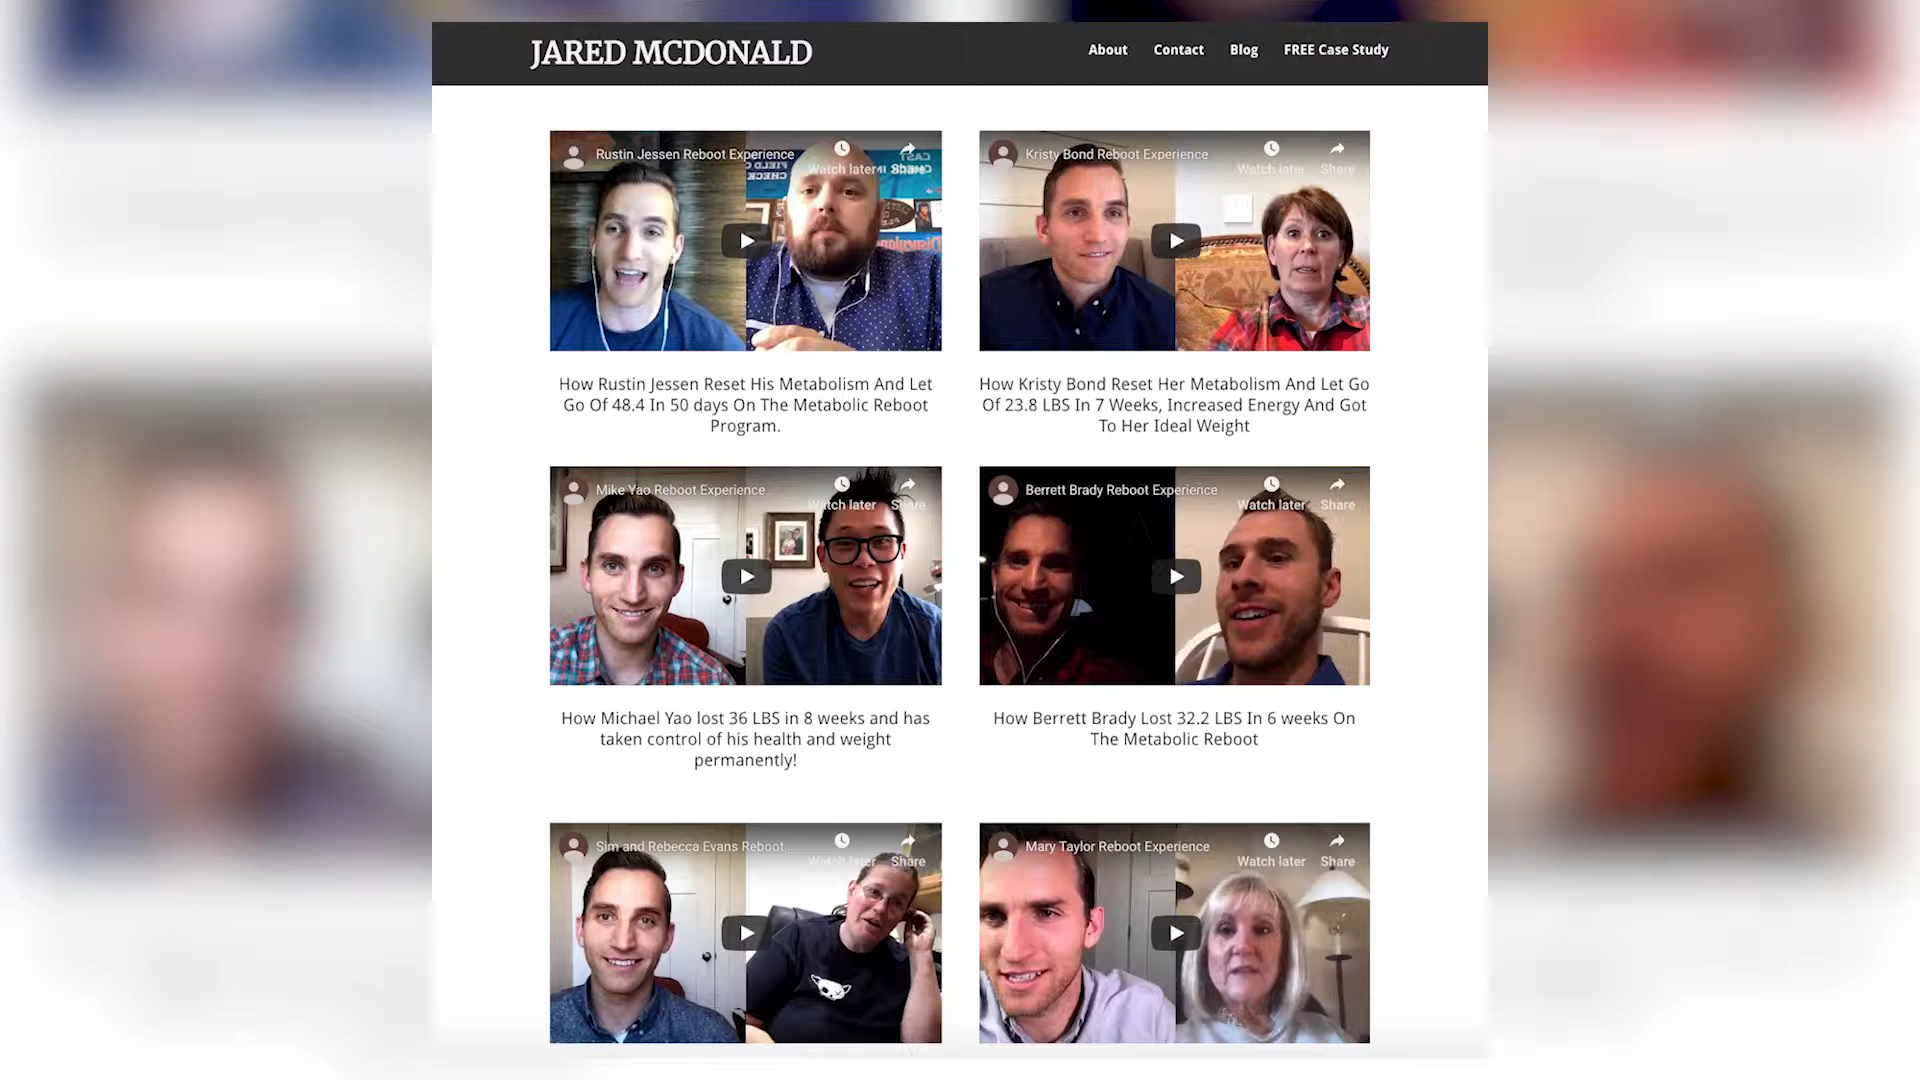 JARED MCDONALD
About Contact Blog FREE Case Study
Rustin Jessen Reboot Experience
Watch later Share
CAST
FIELD
CHECK
Kristy Bond Reboot Experience
Watch later Share
How Rustin Jessen Reset His Metabolism And Let
Go Of 48.4 In 50 days On The Metabolic Reboot
Program.
How Kristy Bond Reset Her Metabolism And Let Go
Of 23.8 LBS In 7 Weeks, Increased Energy And Got
To Her Ideal Weight
Mike Yao Reboot Experience
Watch later Share
Berrett Brady Reboot Experience
Watch later Share
How Michael Yao lost 36 LBS in 8 weeks and has
taken control of his health and weight
permanently!
How Berrett Brady Lost 32.2 LBS In 6 weeks On
The Metabolic Reboot
Sim and Rebecca Evans Reboot
Watch later Share
Mary Taylor Reboot Experience
Watch later Share